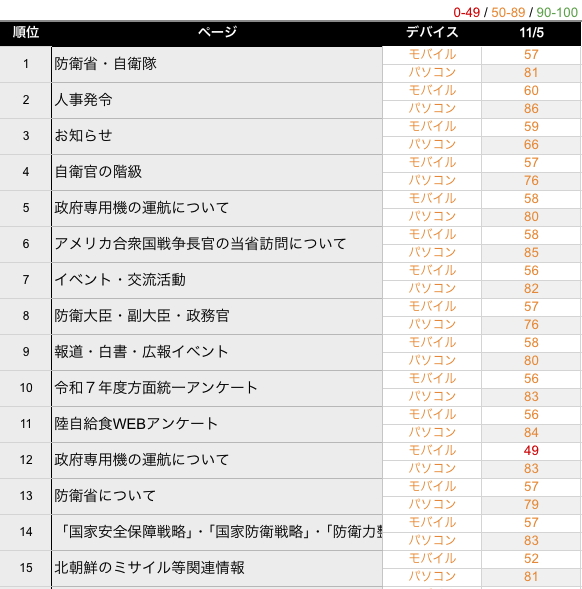 0-49 / 50-89 / 90-100
順位 ページ デバイス 11/5
1 防衛省・自衛隊 モバイル 57
パソコン 81
2 人事発令 モバイル 60
パソコン 86
3 お知らせ モバイル 59
パソコン 66
4 自衛官の階級 モバイル 57
パソコン 76
5 政府専用機の運航について モバイル 58
パソコン 80
6 アメリカ合衆国戦争長官の当省訪問について モバイル 58
パソコン 85
7 イベント・交流活動 モバイル 56
パソコン 82
8 防衛大臣・副大臣・政務官 モバイル 57
パソコン 76
9 報道・白書・広報イベント モバイル 58
パソコン 80
10 令和７年度方面統一アンケート モバイル 56
パソコン 83
11 陸自給食WEBアンケート モバイル 56
パソコン 84
12 政府専用機の運航について モバイル 49
パソコン 83
13 防衛省について モバイル 57
パソコン 79
14 「国家安全保障戦略」・「国家防衛戦略」・「防衛力整 モバイル 57
パソコン 83
15 北朝鮮のミサイル等関連情報 モバイル 52
パソコン 81